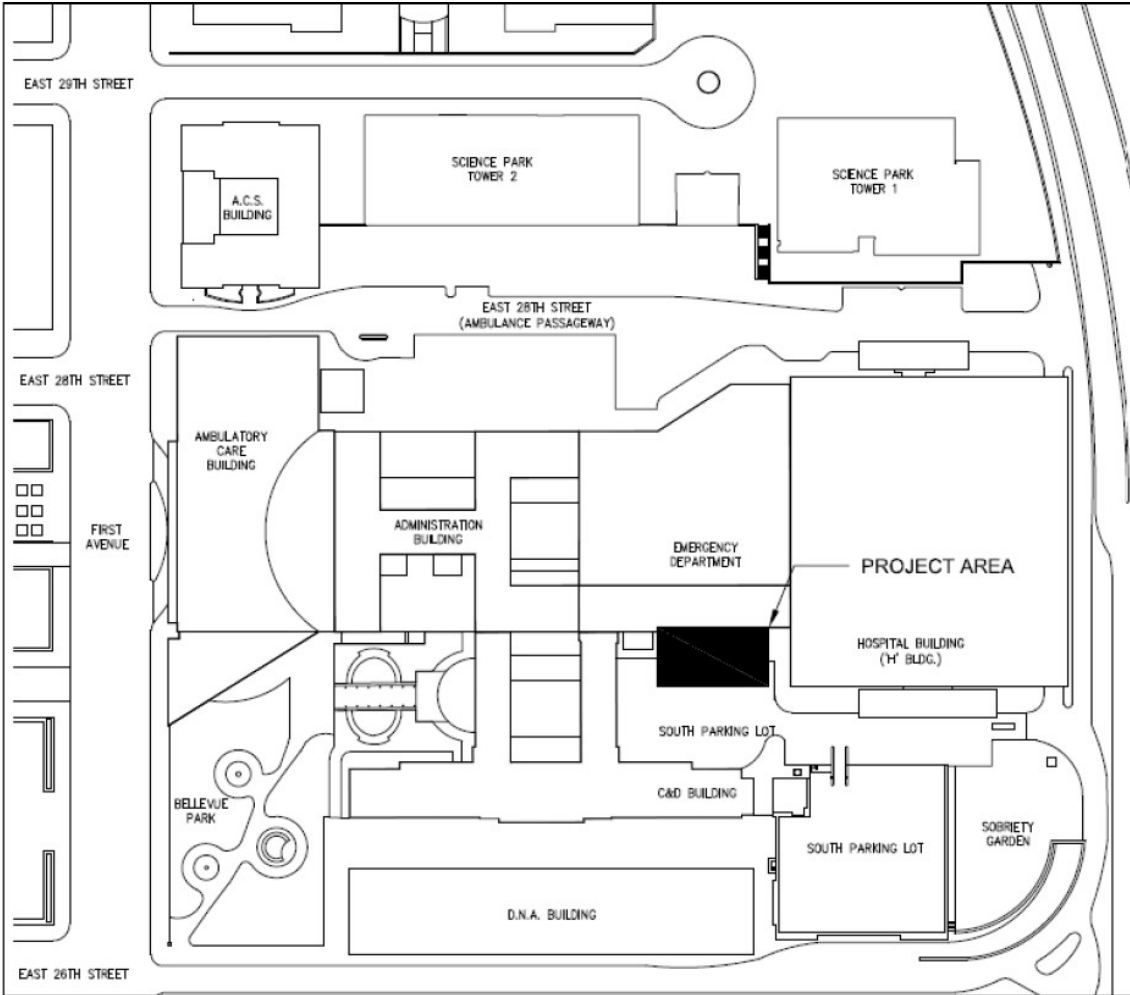 EAST 29TH STREET
SCIENCE PARK
TOWER 2
SCIENCE PARK
TOWER 1
A.C.S.
BUILDING
EAST 28TH STREET
(AMBULANCE PASSAGEWAY)
EAST 28TH STREET
AMBULATORY
CARE
BUILDING
FIRST
AVENUE
ADMINISTRATION
BUILDING
EMERGENCY
DEPARTMENT
PROJECT AREA
HOSPITAL BUILDING
('H' BLDG.)
SOUTH PARKING LOT
C&D BUILDING
BELLEVUE
PARK
SOUTH PARKING LOT
SOBRIETY
GARDEN
D.N.A. BUILDING
EAST 26TH STREET